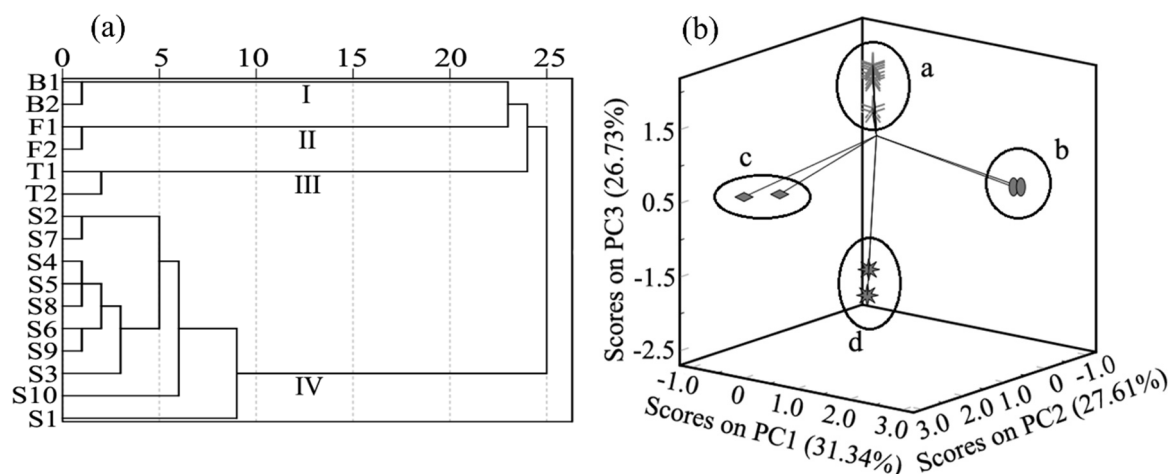 (a)
0 5 10 15 20 25
B1
B2
F1
F2
T1
T2
S2
S7
S4
S5
S8
S6
S9
S3
S10
S1
I
II
III
IV
(b)
a
b
c
d
1.5
0.5
-1.5
-2.5
Scores on PC3 (26.73%)
-1.0 0 1.0 2.0 3.0
Scores on PC1 (31.34%)
3.0 2.0 1.0 0 -1.0
Scores on PC2 (27.61%)